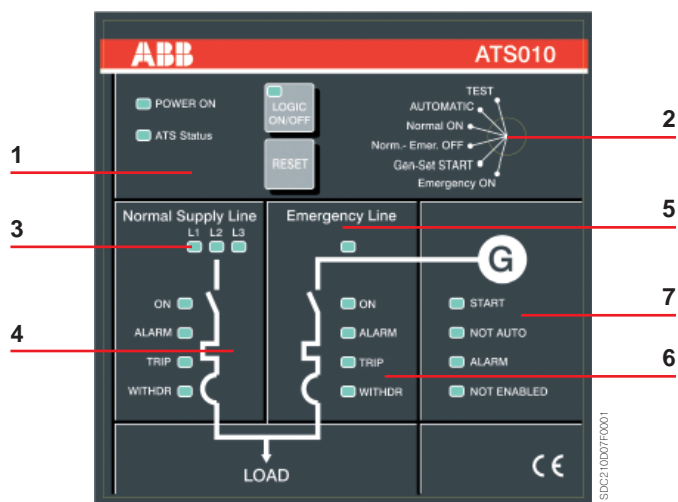 ABB
ATS010
POWER ON
ATS Status
LOGIC
ON/OFF
RESET
TEST
AUTOMATIC
Normal ON
Norm.- Emer. OFF
Gen-Set START
Emergency ON
1
2
Normal Supply Line
L1 L2 L3
Emergency Line
G
3
5
ON
ALARM
TRIP
WITHDR
ON
ALARM
TRIP
WITHDR
START
NOT AUTO
ALARM
NOT ENABLED
4
7
6
LOAD
CE
SDC210D07F0001